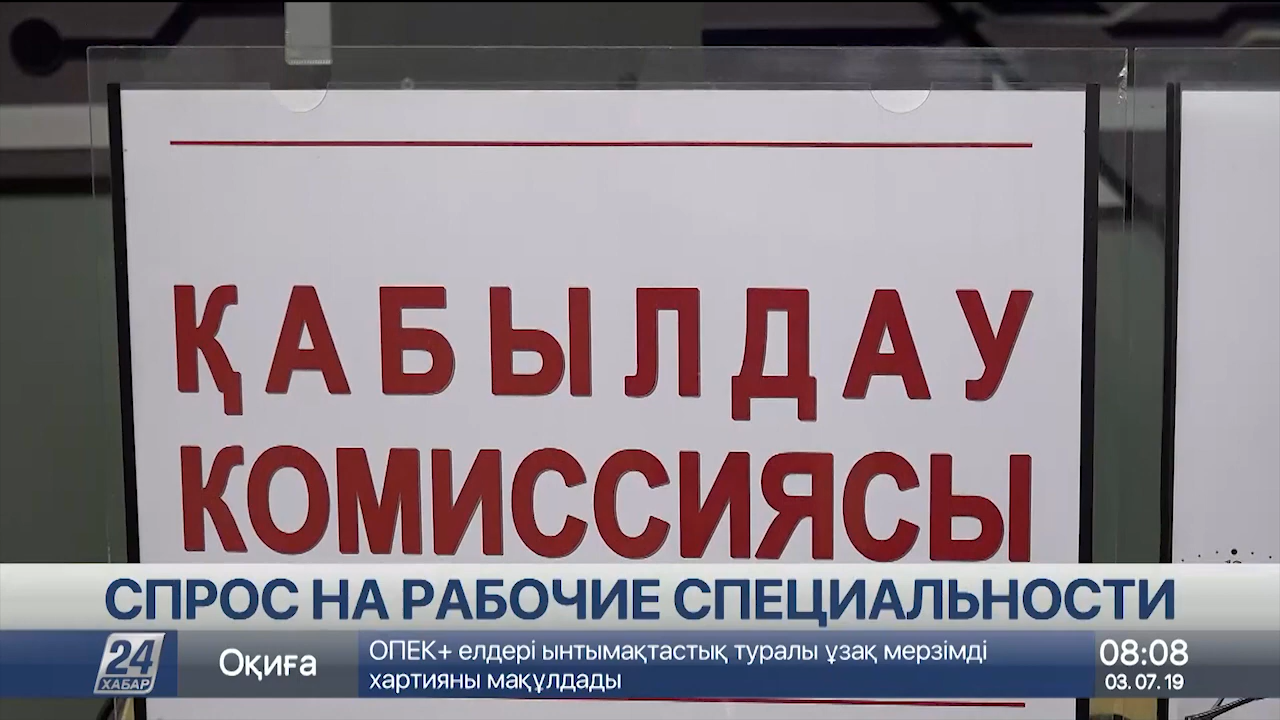 ҚАБЫЛДАУ
КОМИССИЯСЫ
СПРОС НА РАБОЧИЕ СПЕЦИАЛЬНОСТИ
24
ХАБАР
Оқиға
ОПЕК+ елдері ынтымақтастық туралы ұзақ мерзімді
хартияны мақұлдады
08:08
03.07.19